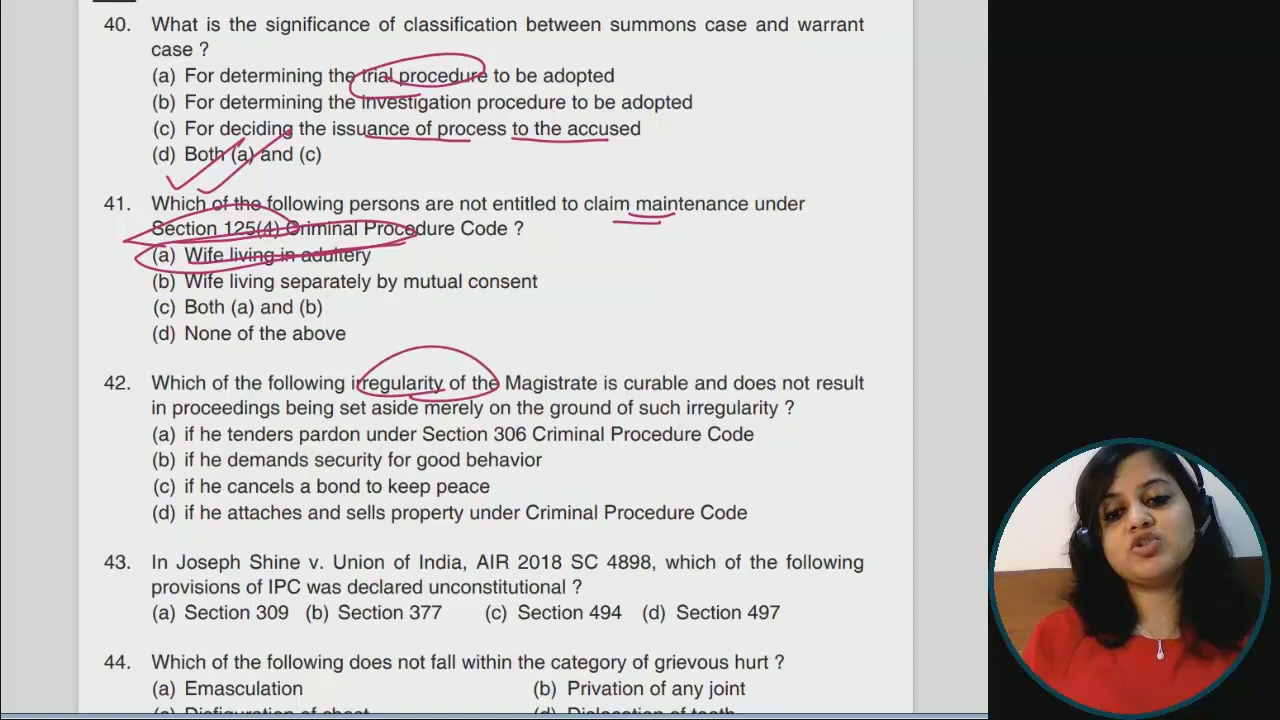 40. What is the significance of classification between summons case and warrant
case ?
(a) For determining the trial procedure to be adopted
(b) For determining the investigation procedure to be adopted
(c) For deciding the issuance of process to the accused
(d) Both (a) and (c)
41. Which of the following persons are not entitled to claim maintenance under
Section 125(4) Criminal Procedure Code ?
(a) Wife living in adultery
(b) Wife living separately by mutual consent
(c) Both (a) and (b)
(d) None of the above
42. Which of the following irregularity of the Magistrate is curable and does not result
in proceedings being set aside merely on the ground of such irregularity ?
(a) if he tenders pardon under Section 306 Criminal Procedure Code
(b) if he demands security for good behavior
(c) if he cancels a bond to keep peace
(d) if he attaches and sells property under Criminal Procedure Code
43. In Joseph Shine v. Union of India, AIR 2018 SC 4898, which of the following
provisions of IPC was declared unconstitutional ?
(a) Section 309 (b) Section 377 (c) Section 494 (d) Section 497
44. Which of the following does not fall within the category of grievous hurt ?
(a) Emasculation (b) Privation of any joint